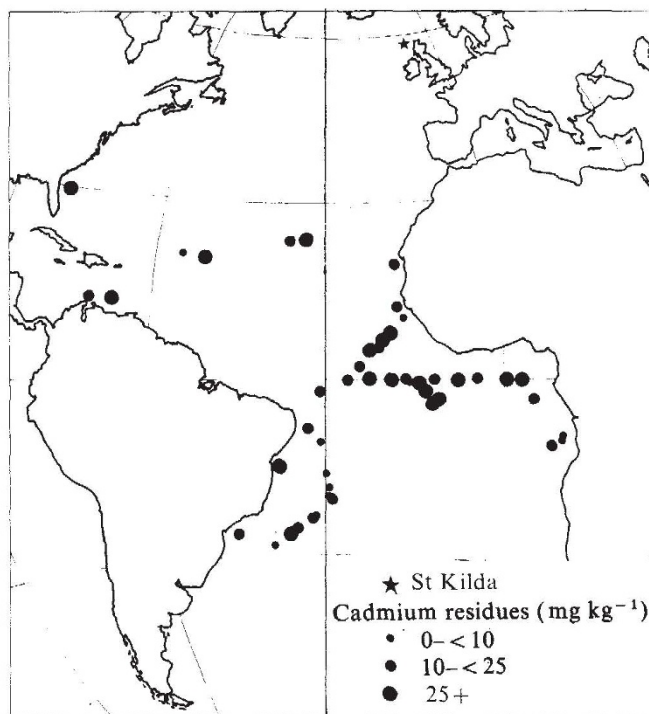 ★ St Kilda
Cadmium residues (mg kg⁻¹)
• 0–<10
• 10–<25
• 25+